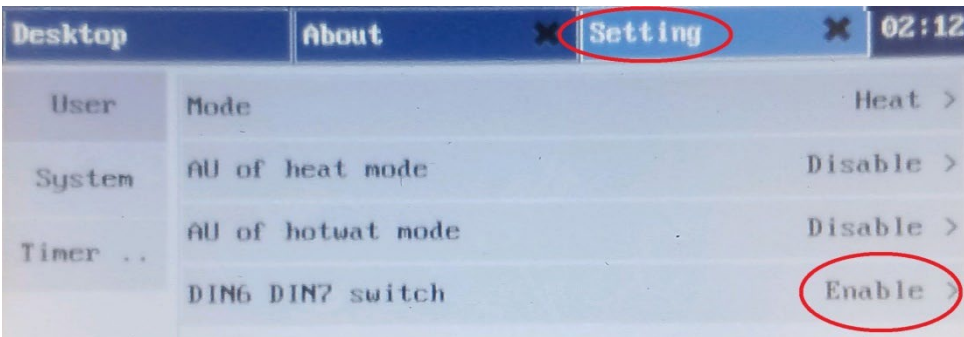 Desktop About Setting 02:12
User Mode Heat >
System AU of heat mode Disable >
AU of hotwat mode Disable >
Timer ..
DIN6 DIN7 switch Enable >